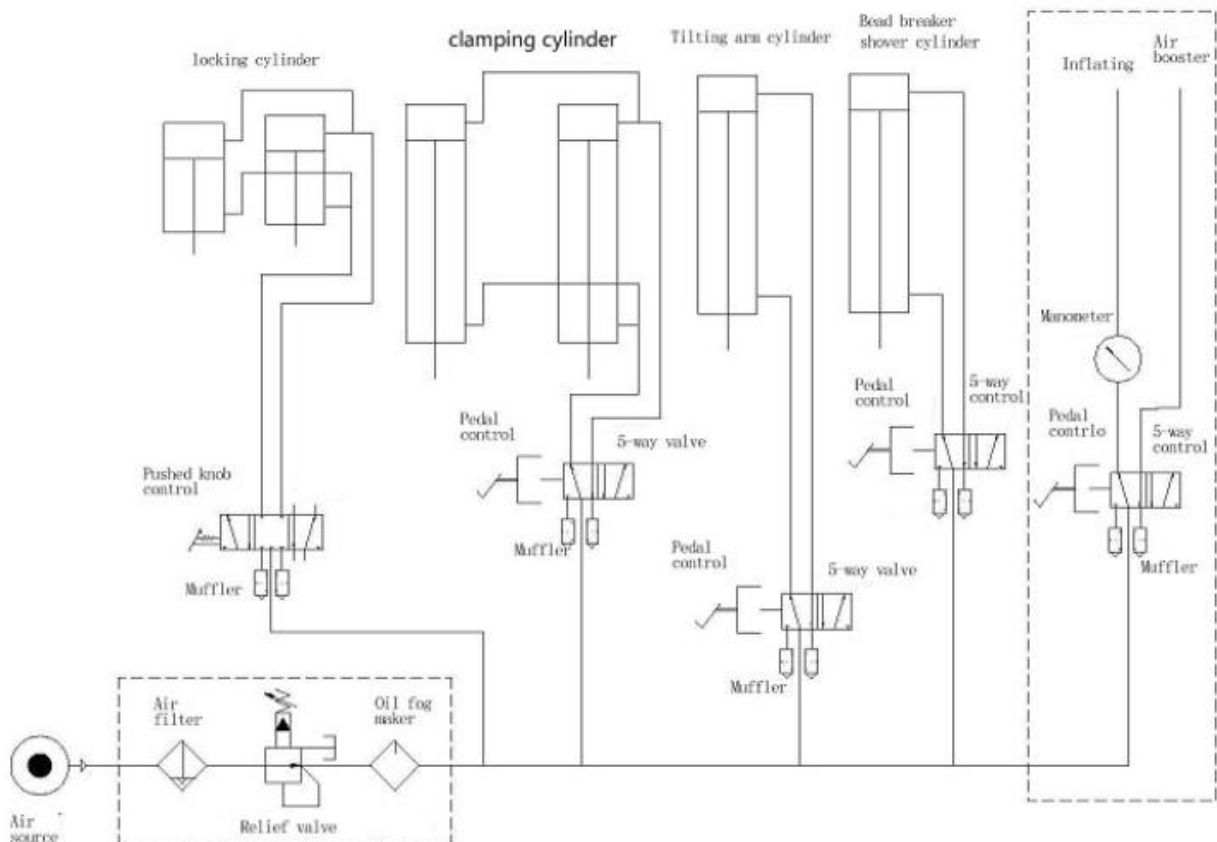 locking cylinder
clamping cylinder
Tilting arm cylinder
Bead breaker
shover cylinder
Inflating
Air
booster
Manometer
Pedal
control
5-way
control
Pedal
contrlo
5-way
control
Pedal
control
5-way valve
Pushed knob
control
Muffler
Muffler
Muffler
Pedal
control
5-way valve
Muffler
Air
filter
Oil fog
maker
Relief valve
Air
source